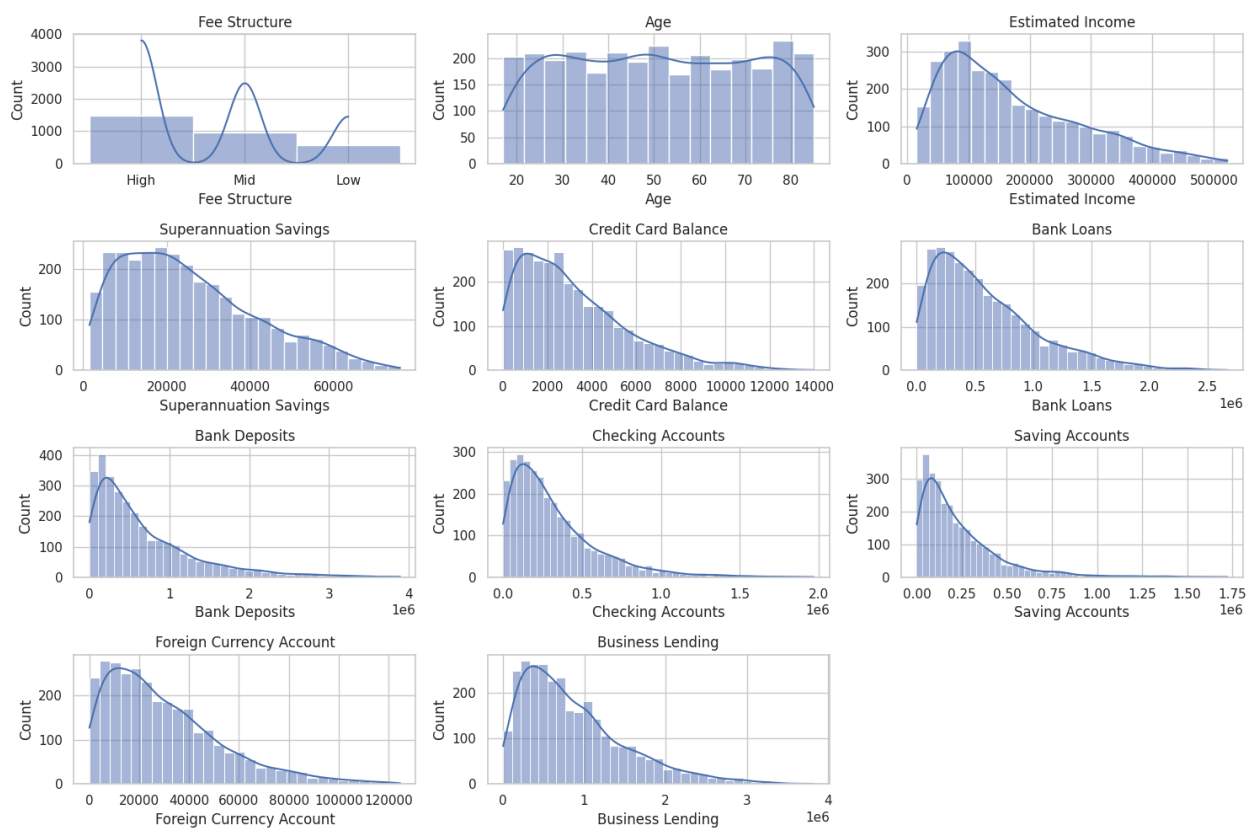 Fee Structure
4000
3000
2000
1000
0
Count
High Mid Low
Fee Structure
Age
200
150
100
50
0
Count
20 30 40 50 60 70 80
Age
Estimated Income
300
200
100
0
Count
0 100000 200000 300000 400000 500000
Estimated Income
Superannuation Savings
200
100
0
Count
0 20000 40000 60000
Superannuation Savings
Credit Card Balance
200
100
0
Count
0 2000 4000 6000 8000 10000 12000 14000
Credit Card Balance
Bank Loans
200
100
0
Count
0.0 0.5 1.0 1.5 2.0 2.5
1e6
Bank Loans
Bank Deposits
400
300
200
100
0
Count
0 1 2 3 4
1e6
Bank Deposits
Checking Accounts
300
200
100
0
Count
0.0 0.5 1.0 1.5 2.0
1e6
Checking Accounts
Saving Accounts
300
200
100
0
Count
0.00 0.25 0.50 0.75 1.00 1.25 1.50 1.75
1e6
Saving Accounts
Foreign Currency Account
200
100
0
Count
0 20000 40000 60000 80000 100000 120000
Foreign Currency Account
Business Lending
200
100
0
Count
0 1 2 3 4
1e6
Business Lending